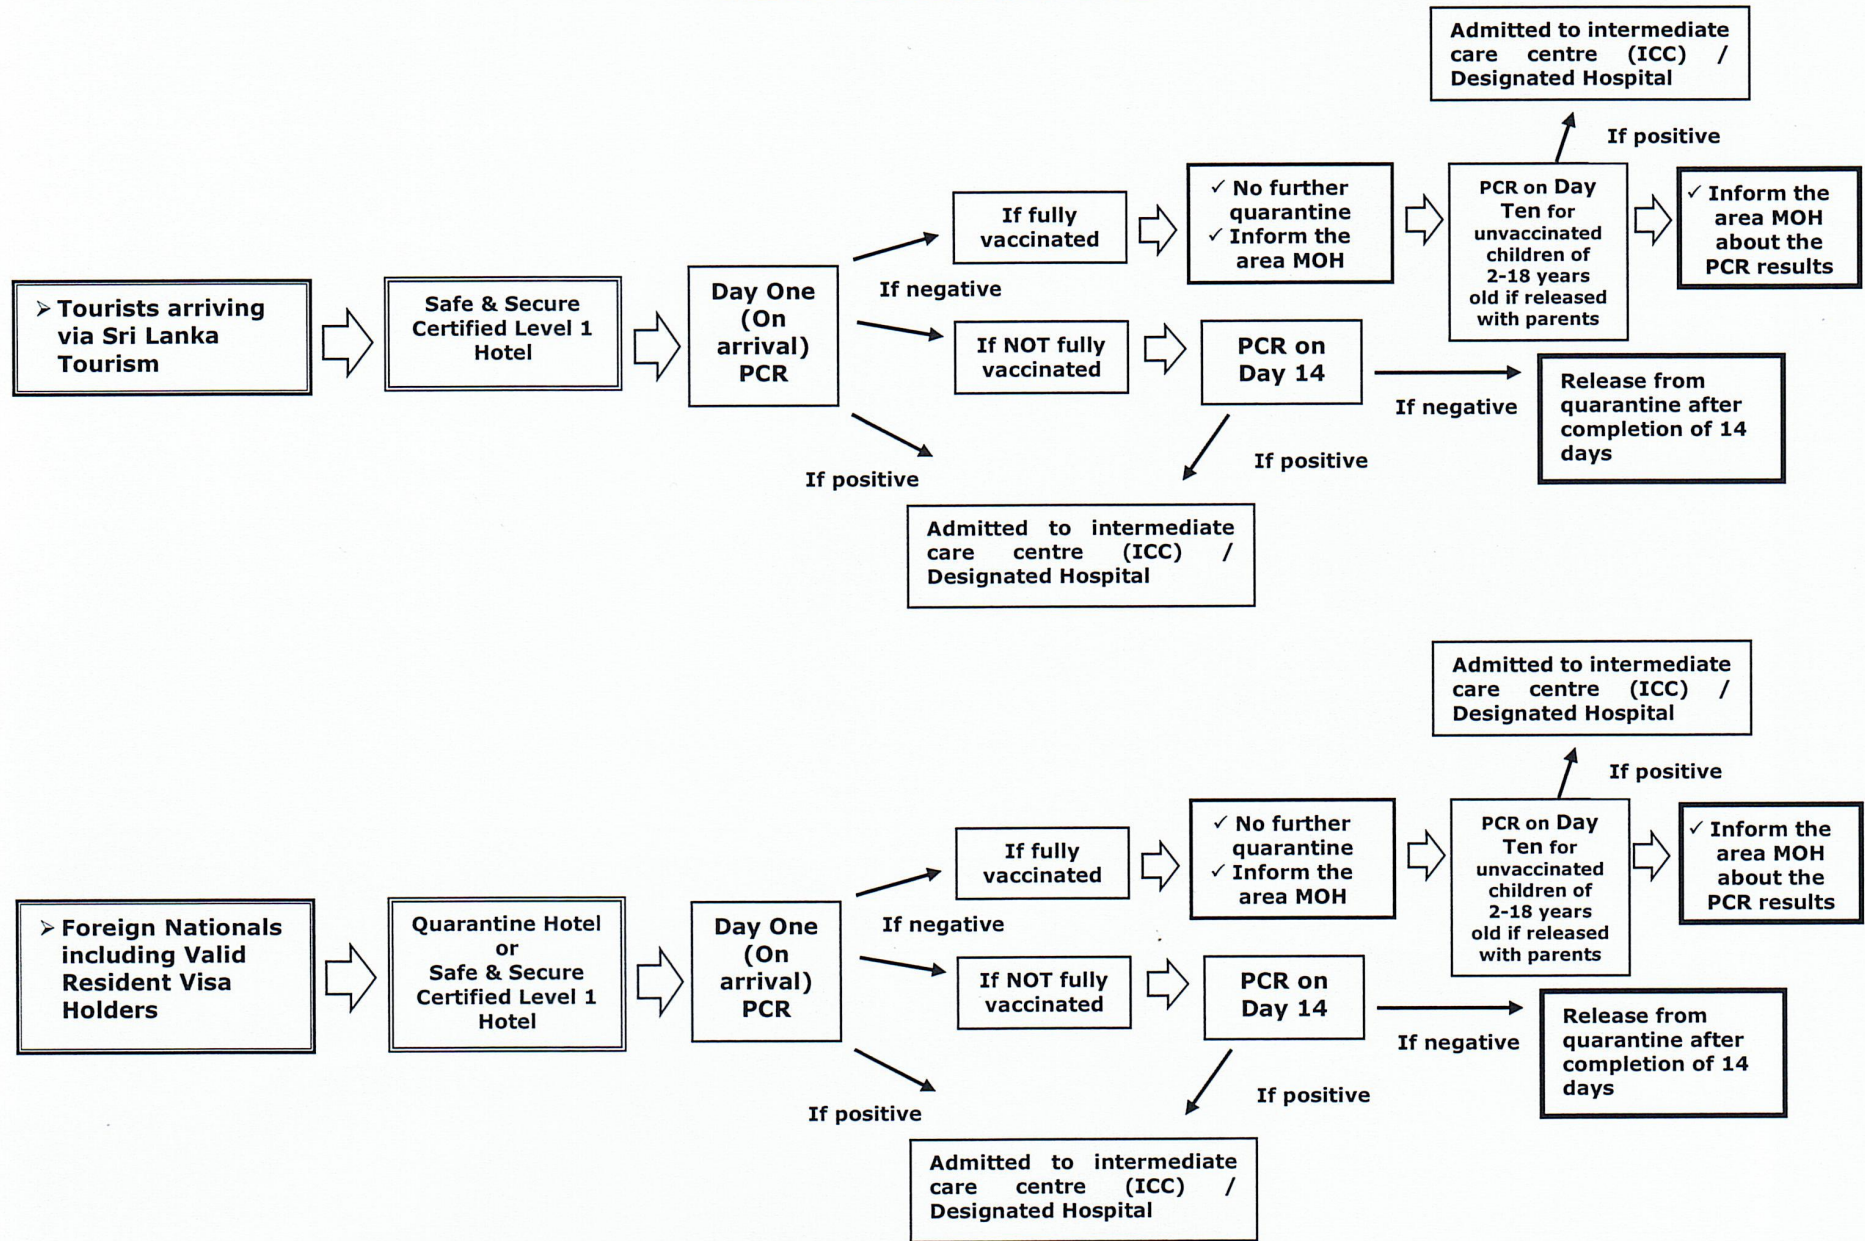 Admitted to intermediate
care centre (ICC) /
Designated Hospital
If positive
➢ Tourists arriving
via Sri Lanka
Tourism
Safe & Secure
Certified Level 1
Hotel
Day One
(On
arrival)
PCR
If negative
If fully
vaccinated
✓ No further
quarantine
✓ Inform the
area MOH
PCR on Day
Ten for
unvaccinated
children of
2-18 years
old if released
with parents
✓ Inform the
area MOH
about the
PCR results
If NOT fully
vaccinated
PCR on
Day 14
If negative
Release from
quarantine after
completion of 14
days
If positive
If positive
Admitted to intermediate
care centre (ICC) /
Designated Hospital
Admitted to intermediate
care centre (ICC) /
Designated Hospital
If positive
➢ Foreign Nationals
including Valid
Resident Visa
Holders
Quarantine Hotel
or
Safe & Secure
Certified Level 1
Hotel
Day One
(On
arrival)
PCR
If negative
If fully
vaccinated
✓ No further
quarantine
✓ Inform the
area MOH
PCR on Day
Ten for
unvaccinated
children of
2-18 years
old if released
with parents
✓ Inform the
area MOH
about the
PCR results
If NOT fully
vaccinated
PCR on
Day 14
If negative
Release from
quarantine after
completion of 14
days
If positive
If positive
Admitted to intermediate
care centre (ICC) /
Designated Hospital